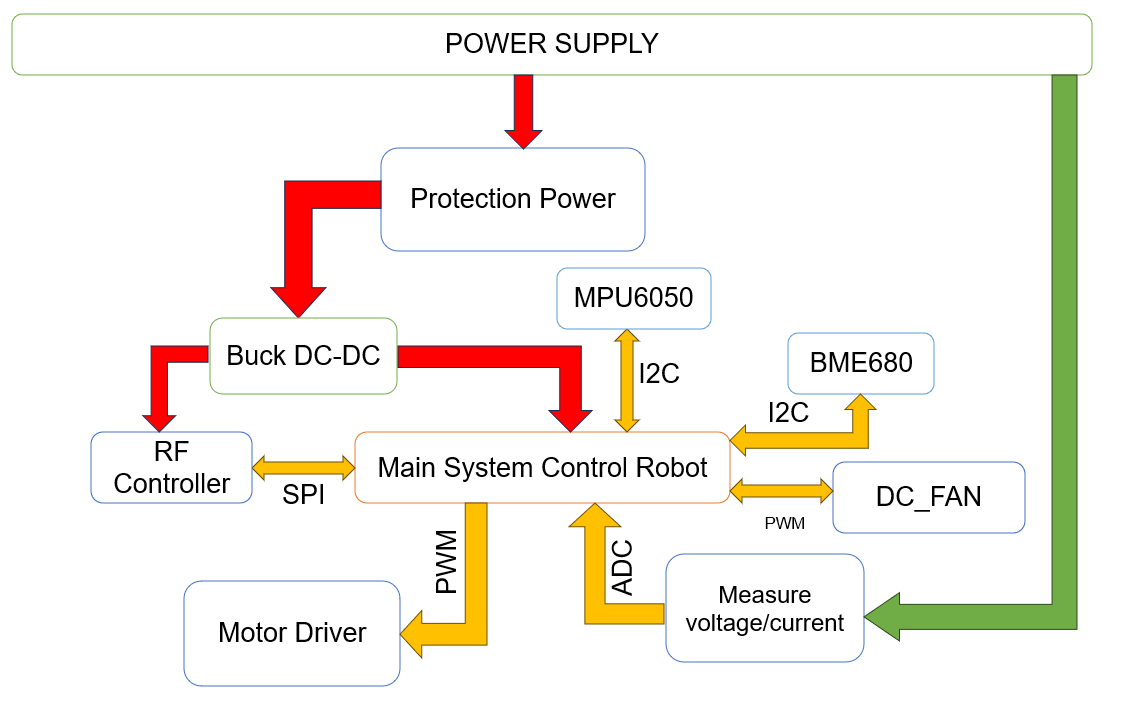 POWER SUPPLY
Protection Power
MPU6050
Buck DC-DC
I2C
BME680
I2C
RF
Controller
SPI
Main System Control Robot
DC_FAN
PWM
PWM
ADC
Measure
voltage/current
Motor Driver